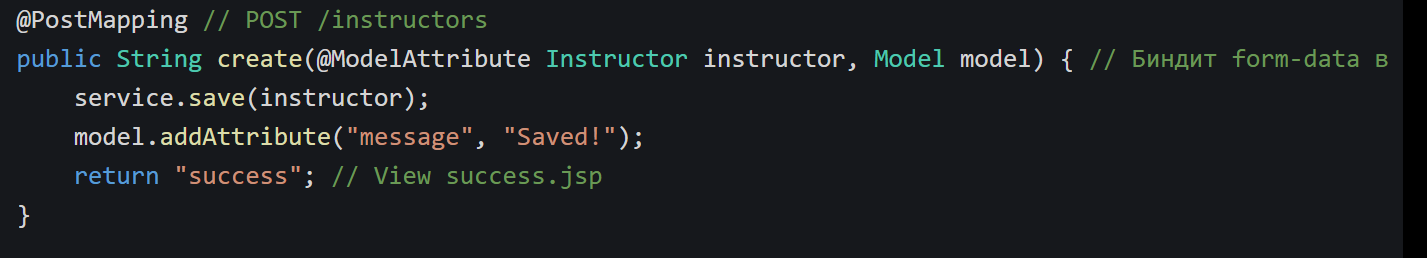 @PostMapping // POST /instructors
public String create(@ModelAttribute Instructor instructor, Model model) { // Биндит form-data в
    service.save(instructor);
    model.addAttribute("message", "Saved!");
    return "success"; // View success.jsp
}